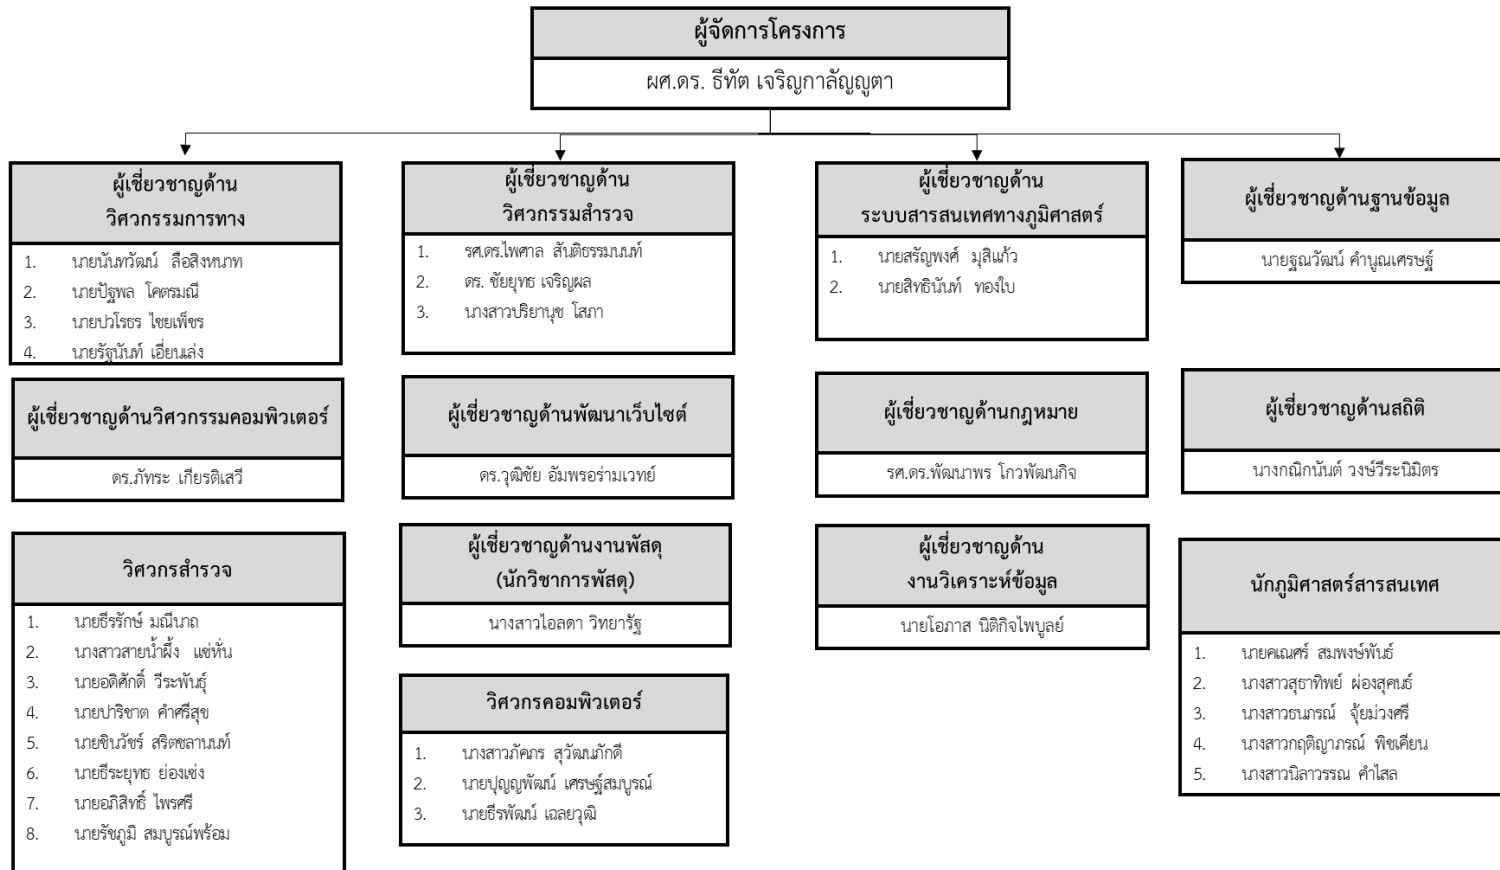 ผู้จัดการโครงการ
ผศ.ดร. ธีทัต เจริญกาลัญญูตา
ผู้เชี่ยวชาญด้าน
วิศวกรรมการทาง
1. นายนันทวัฒน์ ลือสิงหนาท
2. นายปัฐพล โคตรมณี
3. นายปวโรธร ไชยเพ็ชร
4. นายรัฐนันท์ เอี่ยนเล่ง
ผู้เชี่ยวชาญด้าน
วิศวกรรมสำรวจ
1. รศ.ดร.ไพศาล สันติธรรมนนท์
2. ดร. ชัยยุทธ เจริญผล
3. นางสาวปริยานุช โสภา
ผู้เชี่ยวชาญด้าน
ระบบสารสนเทศทางภูมิศาสตร์
1. นายสรัญพงศ์ มุสิแก้ว
2. นายสิทธินันท์ ทองใบ
ผู้เชี่ยวชาญด้านฐานข้อมูล
นายฐณวัฒน์ คำนูณเศรษฐ์
ผู้เชี่ยวชาญด้านวิศวกรรมคอมพิวเตอร์
ดร.ภัทระ เกียรติเสวี
ผู้เชี่ยวชาญด้านพัฒนาเว็บไซต์
ดร.วุฒิชัย อัมพรอร่ามเวทย์
ผู้เชี่ยวชาญด้านกฎหมาย
รศ.ดร.พัฒนาพร โกวพัฒนกิจ
ผู้เชี่ยวชาญด้านสถิติ
นางกณิกนันต์ วงษ์วีระนิมิตร
วิศวกรสำรวจ
1. นายธีรรักษ์ มณีนาถ
2. นางสาวสายน้ำผึ้ง แซ่หั่น
3. นายอดิศักดิ์ วีระพันธุ์
4. นายปาริชาต คำศรีสุข
5. นายชินวัชร์ สริตชลานนท์
6. นายธีระยุทธ ย่องเซ่ง
7. นายอภิสิทธิ์ ไพรศรี
8. นายรัชภูมิ สมบูรณ์พร้อม
ผู้เชี่ยวชาญด้านงานพัสดุ
(นักวิชาการพัสดุ)
นางสาวไอลดา วิทยารัฐ
วิศวกรคอมพิวเตอร์
1. นางสาวภัคภร สุวัฒนภักดี
2. นายปุญญพัฒน์ เศรษฐ์สมบูรณ์
3. นายธีรพัฒน์ เฉลยวุฒิ
ผู้เชี่ยวชาญด้าน
งานวิเคราะห์ข้อมูล
นายโอภาส นิติกิจไพบูลย์
นักภูมิศาสตร์สารสนเทศ
1. นายคเณศร์ สมพงษ์พันธ์
2. นางสาวสุธาทิพย์ ผ่องสุคนธ์
3. นางสาวธนภรณ์ จุ้ยม่วงศรี
4. นางสาวกฤติญาภรณ์ พิชเคียน
5. นางสาวนิลาวรรณ คำไสล